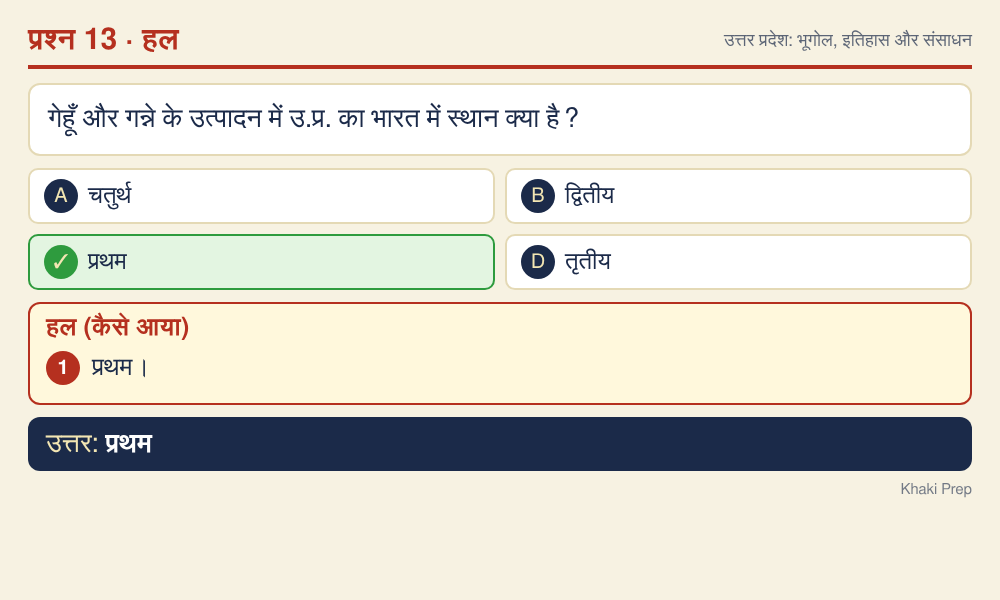 प्रश्न 13 · हल
उत्तर प्रदेश: भूगोल, इतिहास और संसाधन
गेहूँ और गन्ने के उत्पादन में उ.प्र. का भारत में स्थान क्या है ?
A चतुर्थ
B द्वितीय
✓ प्रथम
D तृतीय
हल (कैसे आया)
1 प्रथम ।
उत्तर: प्रथम
Khaki Prep